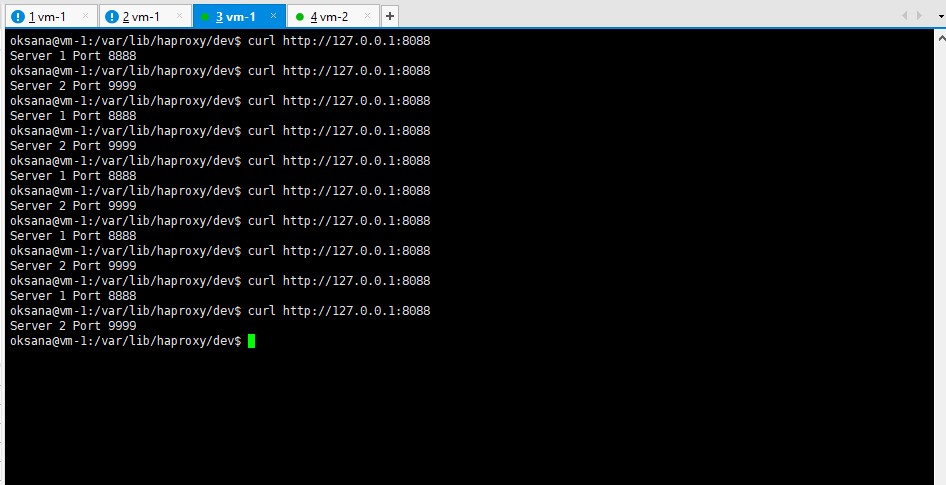 1 vm-1 × 2 vm-1 × 3 vm-1 × 4 vm-2 × +
oksana@vm-1:/var/lib/haproxy/dev$ curl http://127.0.0.1:8088
Server 1 Port 8888
oksana@vm-1:/var/lib/haproxy/dev$ curl http://127.0.0.1:8088
Server 2 Port 9999
oksana@vm-1:/var/lib/haproxy/dev$ curl http://127.0.0.1:8088
Server 1 Port 8888
oksana@vm-1:/var/lib/haproxy/dev$ curl http://127.0.0.1:8088
Server 2 Port 9999
oksana@vm-1:/var/lib/haproxy/dev$ curl http://127.0.0.1:8088
Server 1 Port 8888
oksana@vm-1:/var/lib/haproxy/dev$ curl http://127.0.0.1:8088
Server 2 Port 9999
oksana@vm-1:/var/lib/haproxy/dev$ curl http://127.0.0.1:8088
Server 1 Port 8888
oksana@vm-1:/var/lib/haproxy/dev$ curl http://127.0.0.1:8088
Server 2 Port 9999
oksana@vm-1:/var/lib/haproxy/dev$ curl http://127.0.0.1:8088
Server 1 Port 8888
oksana@vm-1:/var/lib/haproxy/dev$ curl http://127.0.0.1:8088
Server 2 Port 9999
oksana@vm-1:/var/lib/haproxy/dev$